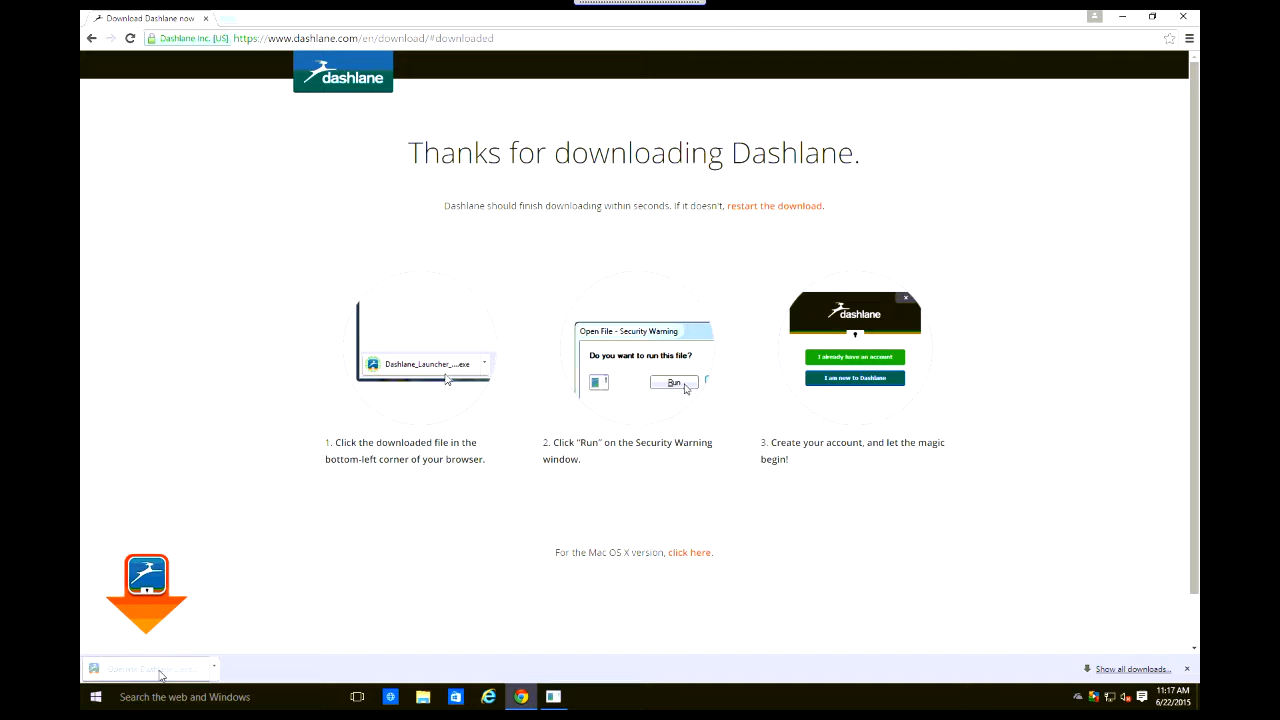 Download Dashlane now
Dashlane Inc. [US] https://www.dashlane.com/en/download/#downloaded
dashlane
Thanks for downloading Dashlane.
Dashlane should finish downloading within seconds. If it doesn't, restart the download.
Dashlane_Launcher_....exe
Open File - Security Warning
Do you want to run this file?
Run
dashlane
I already have an account
I am new to Dashlane
1. Click the downloaded file in the
bottom-left corner of your browser.
2. Click "Run" on the Security Warning
window.
3. Create your account, and let the magic
begin!
For the Mac OS X version, click here.
Show all downloads...
Search the web and Windows
11:17 AM
6/22/2015